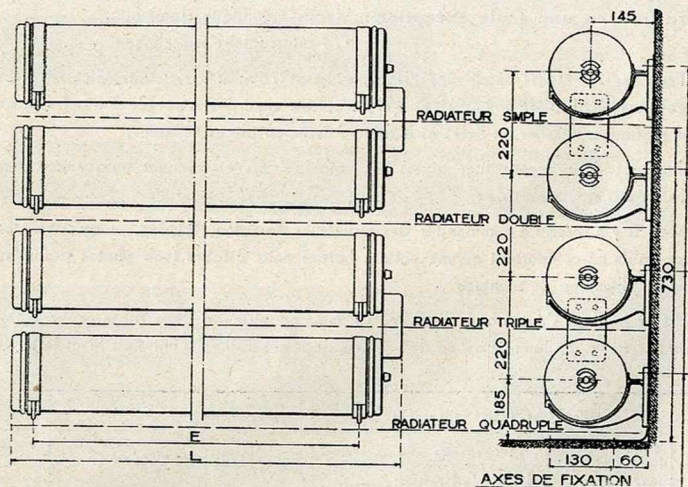 145
RADIATEUR SIMPLE
220
RADIATEUR DOUBLE
220
730
RADIATEUR TRIPLE
220
185
RADIATEUR QUADRUPLE
E
L
130
60
AXES DE FIXATION